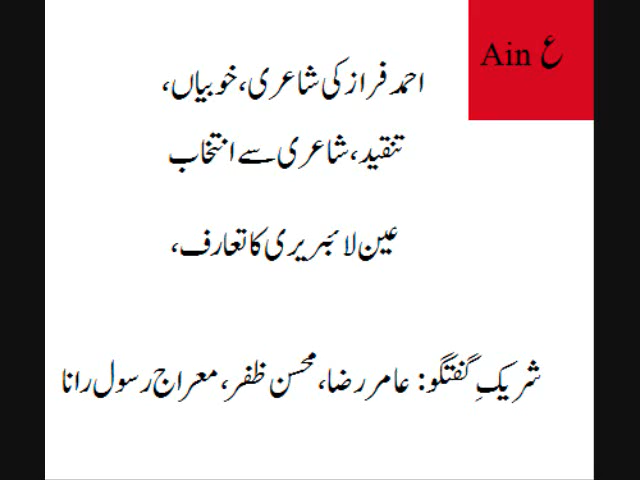 ع Ain
احمد فراز کی شاعری، خوبیاں،
تنقید، شاعری سے انتخاب
عین لائبریری کا تعارف،
شریکِ گفتگو: عامر رضا، محسن ظفر، معراج رسول رانا